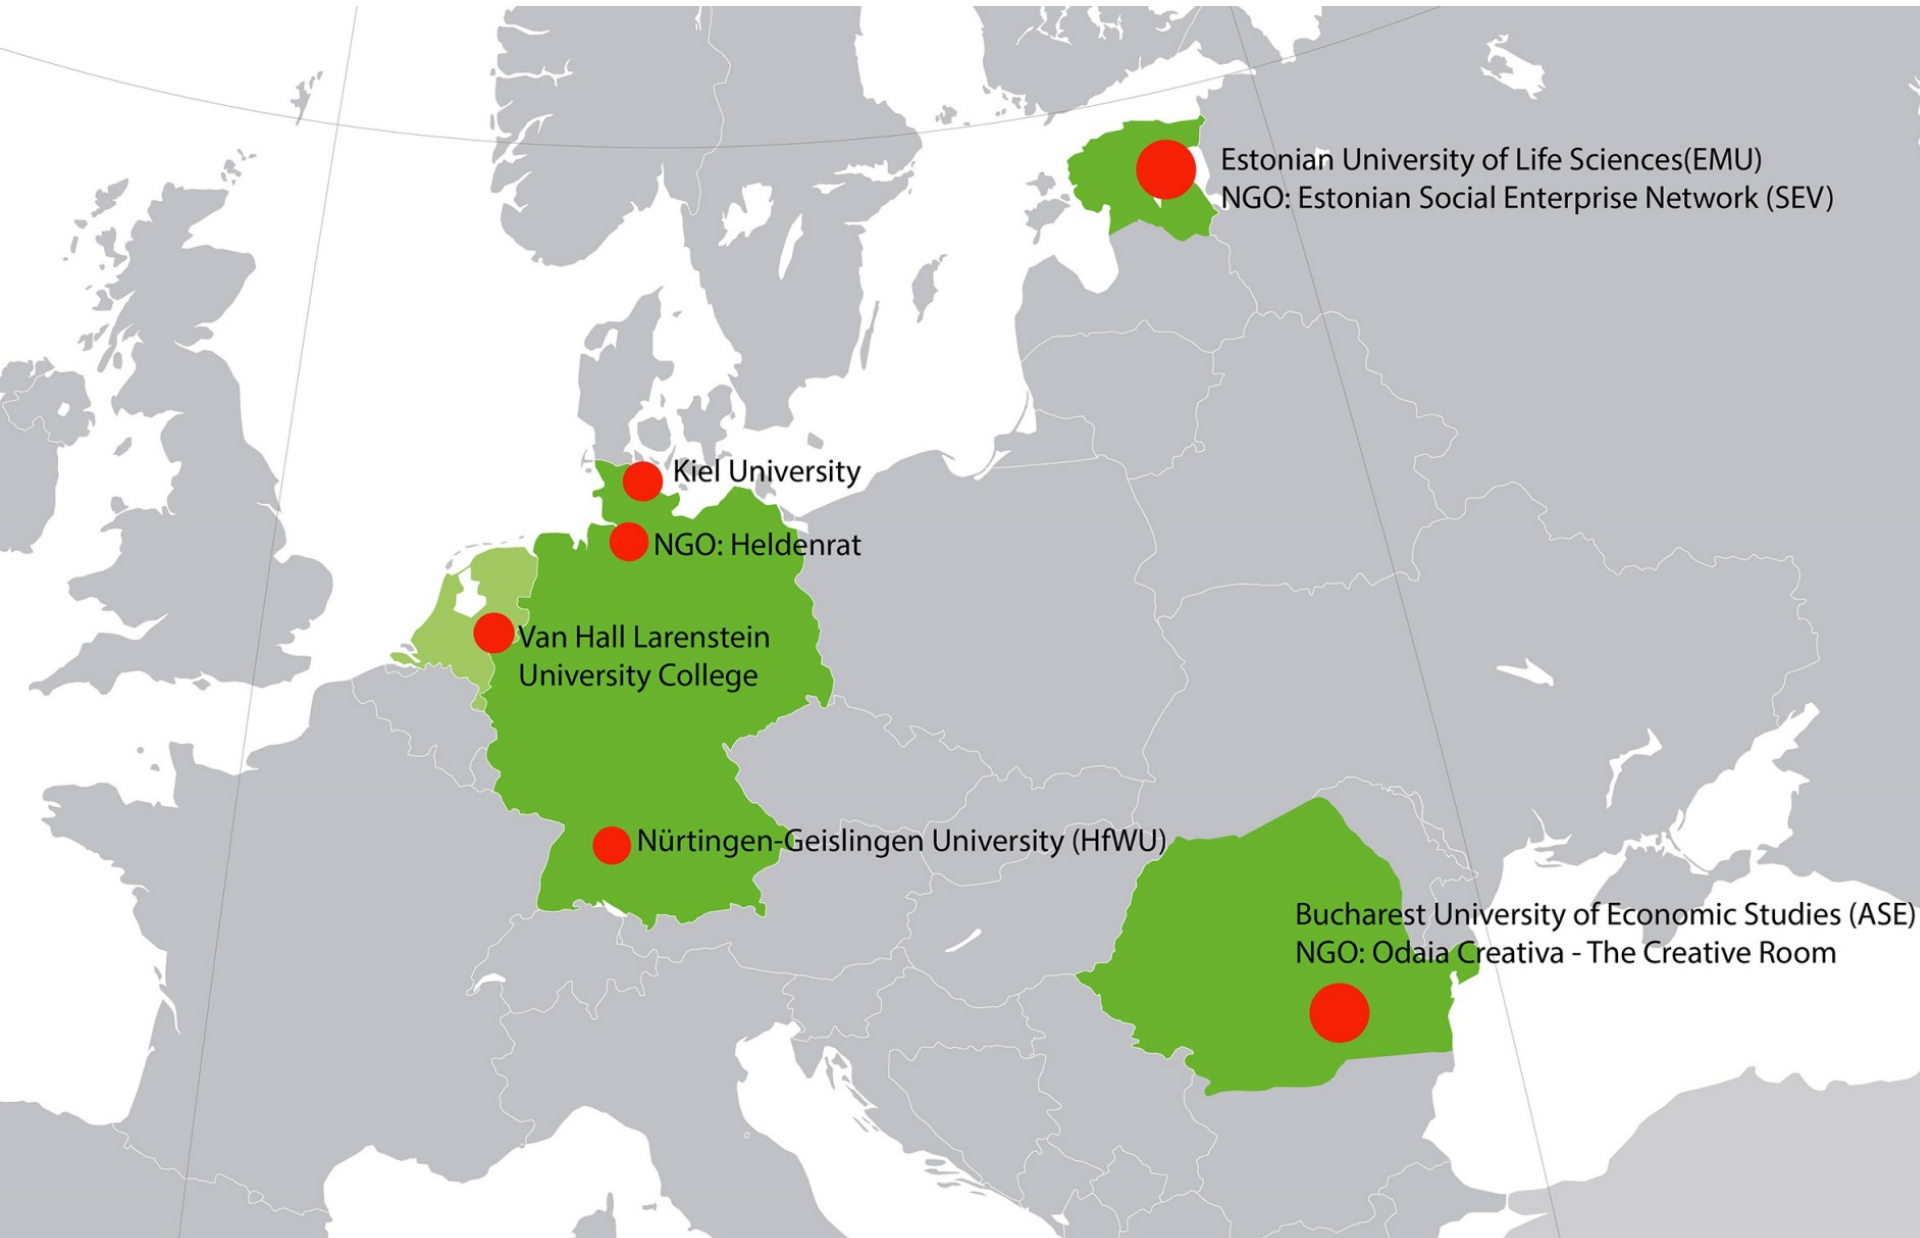 Estonian University of Life Sciences(EMU)
NGO: Estonian Social Enterprise Network (SEV)
Kiel University
NGO: Heldenrat
Van Hall Larenstein
University College
Nürtingen-Geislingen University (HfWU)
Bucharest University of Economic Studies (ASE)
NGO: Odaia Creativa - The Creative Room